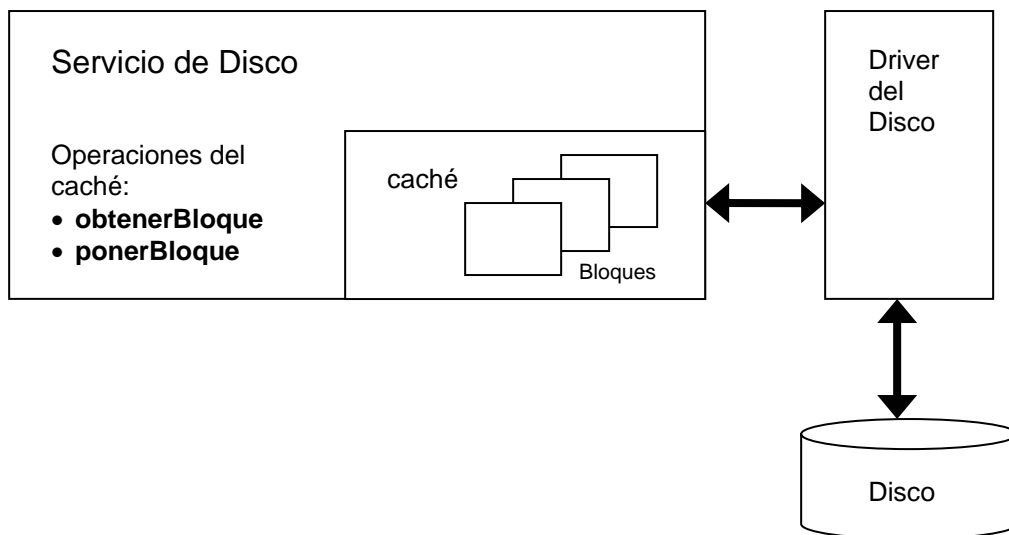 Servicio de Disco
Operaciones del
caché:
• obtenerBloque
• ponerBloque
caché
Bloques
Driver
del
Disco
Disco